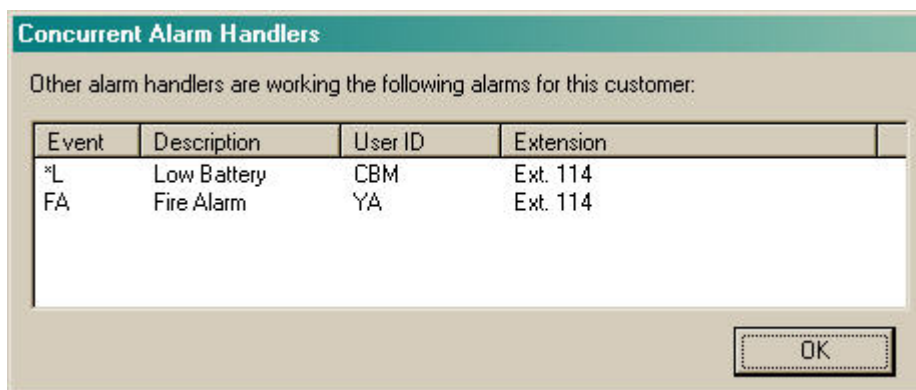 Concurrent Alarm Handlers
Other alarm handlers are working the following alarms for this customer:
Event Description User ID Extension
*L Low Battery CBM Ext. 114
FA Fire Alarm YA Ext. 114
OK